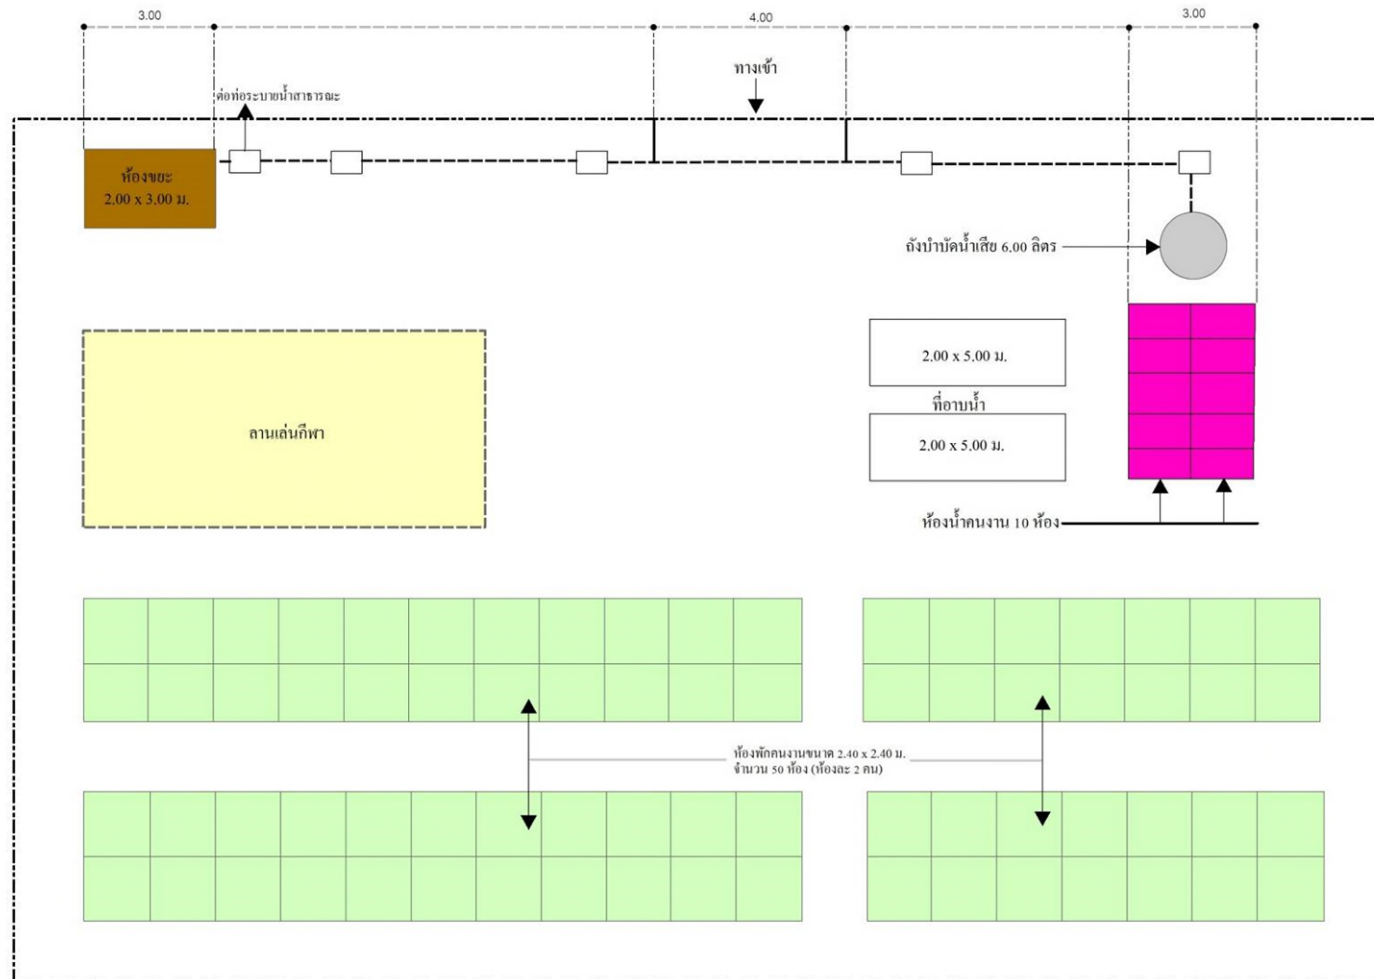 3.00
4.00
3.00
ทางเข้า
ต่อท่อระบายน้ำสาธารณะ
ห้องขยะ
2.00 x 3.00 ม.
ถังบำบัดน้ำเสีย 6.00 ลิตร
2.00 x 5.00 ม.
ที่อาบน้ำ
2.00 x 5.00 ม.
ลานเล่นกีฬา
ห้องน้ำคนงาน 10 ห้อง
ห้องพักคนงานขนาด 2.40 x 2.40 ม.
จำนวน 50 ห้อง (ห้องละ 2 คน)